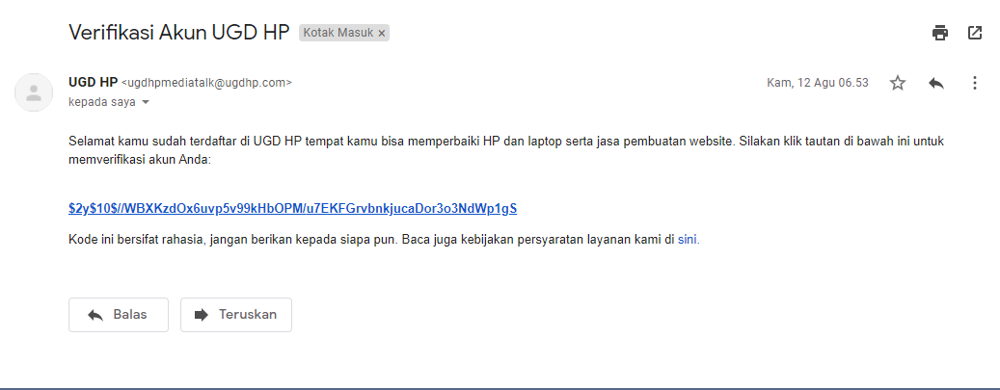 Verifikasi Akun UGD HP Kotak Masuk ×
UGD HP <ugdhpmediatalk@ugdhp.com> Kam, 12 Agu 06.53
kepada saya
Selamat kamu sudah terdaftar di UGD HP tempat kamu bisa memperbaiki HP dan laptop serta jasa pembuatan website. Silakan klik tautan di bawah ini untuk
memverifikasi akun Anda:
$2y$10$//WBXKzdOx6uvp5v99kHbOPM/u7EKFGrvbnkjucaDor3o3NdWp1gS
Kode ini bersifat rahasia, jangan berikan kepada siapa pun. Baca juga kebijakan persyaratan layanan kami di sini.
Balas Teruskan